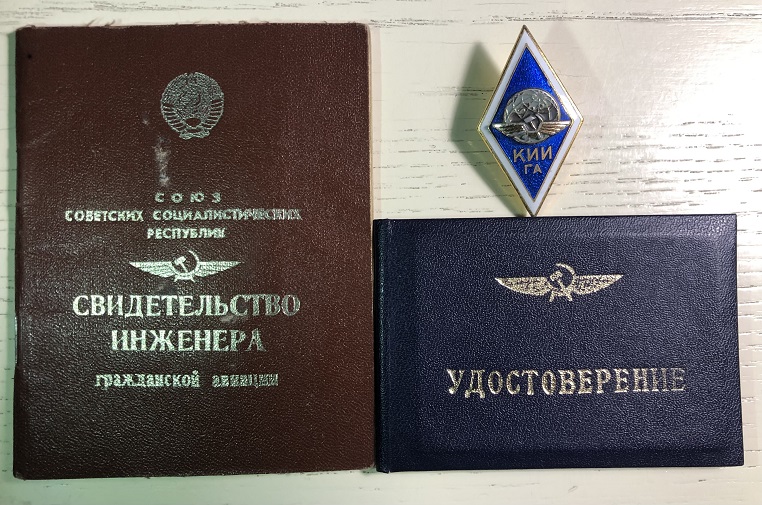 СОЮЗ
СОВЕТСКИХ СОЦИАЛИСТИЧЕСКИХ
РЕСПУБЛИК
СВИДЕТЕЛЬСТВО
ИНЖЕНЕРА
гражданской авиации
КИИ
ГА
УДОСТОВЕРЕНИЕ